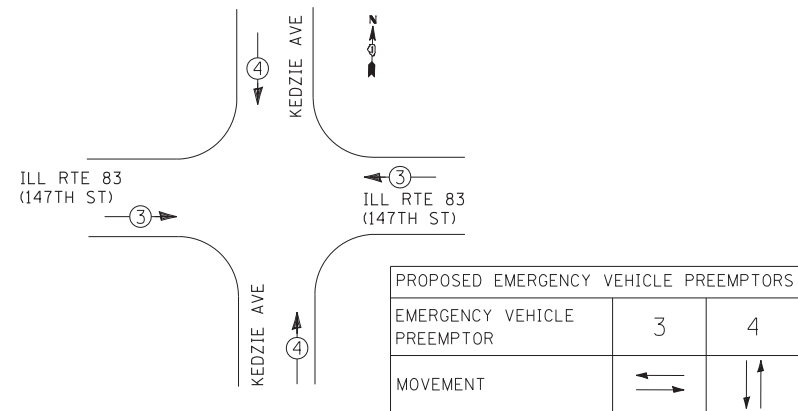 N
KEDZIE AVE
4
ILL RTE 83
(147TH ST)
3
3
ILL RTE 83
(147TH ST)
KEDZIE AVE
4
PROPOSED EMERGENCY VEHICLE PREEMPTORS
EMERGENCY VEHICLE
PREEMPTOR
3
4
MOVEMENT